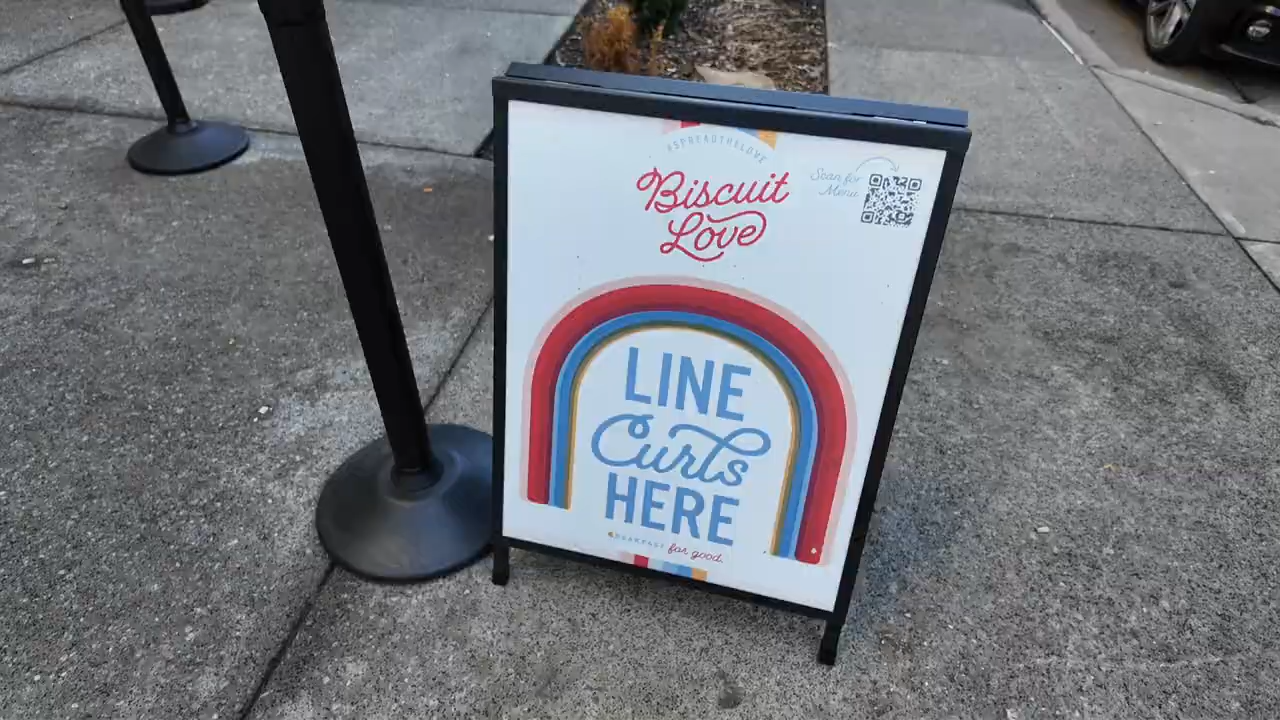 #SPREADTHELOVE
Biscuit
Love
Scan for
Menu
LINE
Curls
HERE
for good.